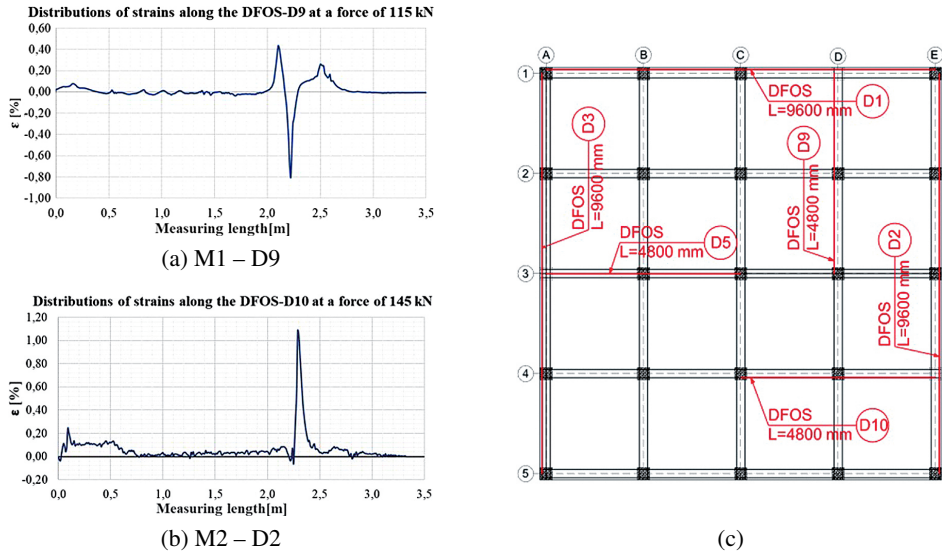 Distributions of strains along the DFOS-D9 at a force of 115 kN
0,60
0,40
0,20
0,00
-0,20
-0,40
-0,60
-0,80
-1,00
ε [%]
0,0 0,5 1,0 1,5 2,0 2,5 3,0 3,5
Measuring length[m]
(a) M1 – D9
Distributions of strains along the DFOS-D10 at a force of 145 kN
1,20
1,00
0,80
0,60
0,40
0,20
0,00
-0,20
ε [%]
0,0 0,5 1,0 1,5 2,0 2,5 3,0 3,5
Measuring length[m]
(b) M2 – D2
A B C D E
1
2
3
4
5
DFOS
L=9600 mm
D1
DFOS
L=9600 mm
D3
DFOS
L=4800 mm
D9
DFOS
L=4800 mm
D5
DFOS
L=9600 mm
D2
DFOS
L=4800 mm
D10
(c)